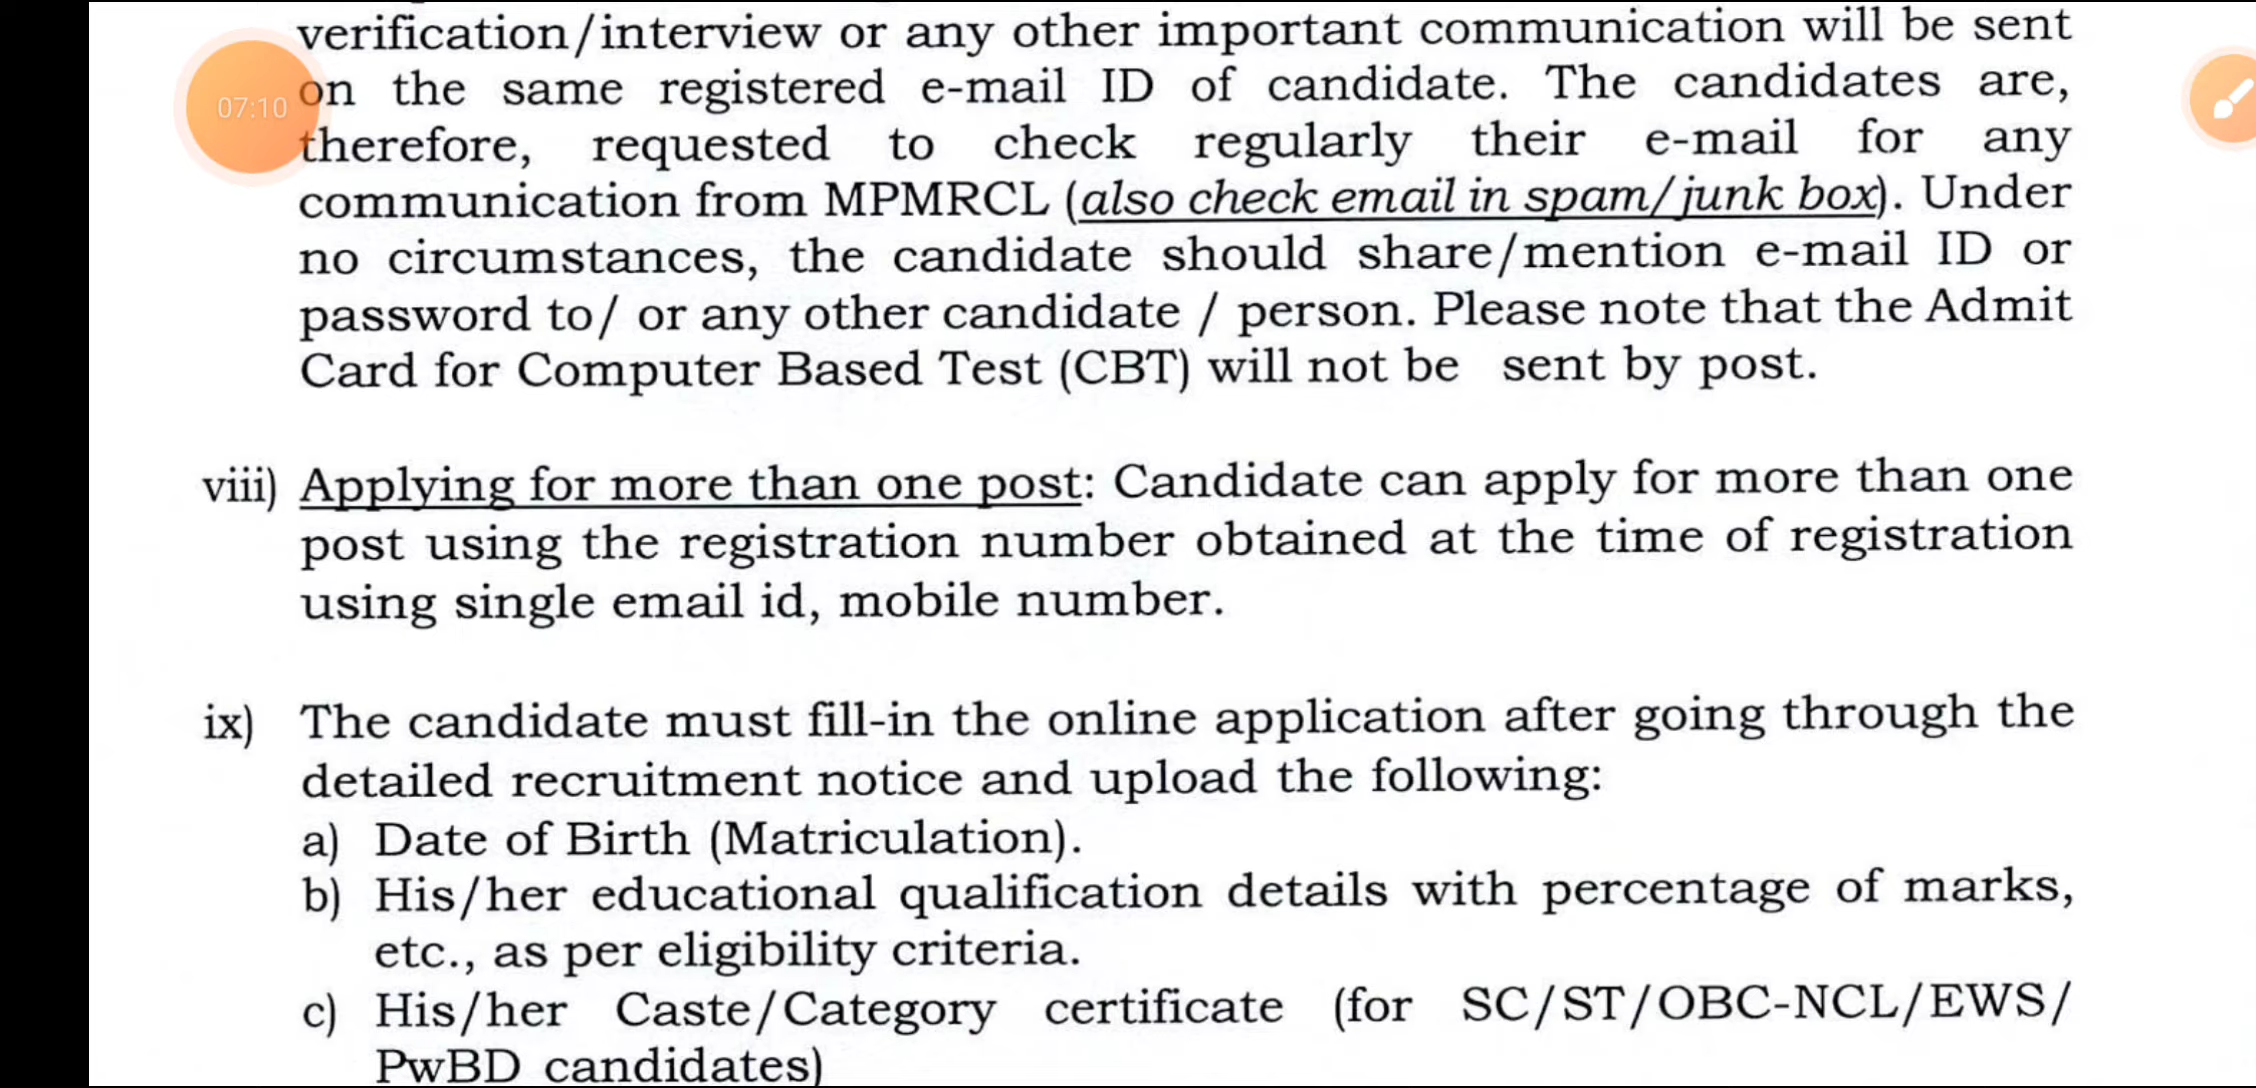 verification/interview or any other important communication will be sent
07:10
on the same registered e-mail ID of candidate. The candidates are,
therefore, requested to check regularly their e-mail for any
communication from MPMRCL (also check email in spam/junk box). Under
no circumstances, the candidate should share/mention e-mail ID or
password to/ or any other candidate / person. Please note that the Admit
Card for Computer Based Test (CBT) will not be sent by post.
viii) Applying for more than one post: Candidate can apply for more than one
post using the registration number obtained at the time of registration
using single email id, mobile number.
ix) The candidate must fill-in the online application after going through the
detailed recruitment notice and upload the following:
a) Date of Birth (Matriculation).
b) His/her educational qualification details with percentage of marks,
etc., as per eligibility criteria.
c) His/her Caste/Category certificate (for SC/ST/OBC-NCL/EWS/
PwBD candidates)